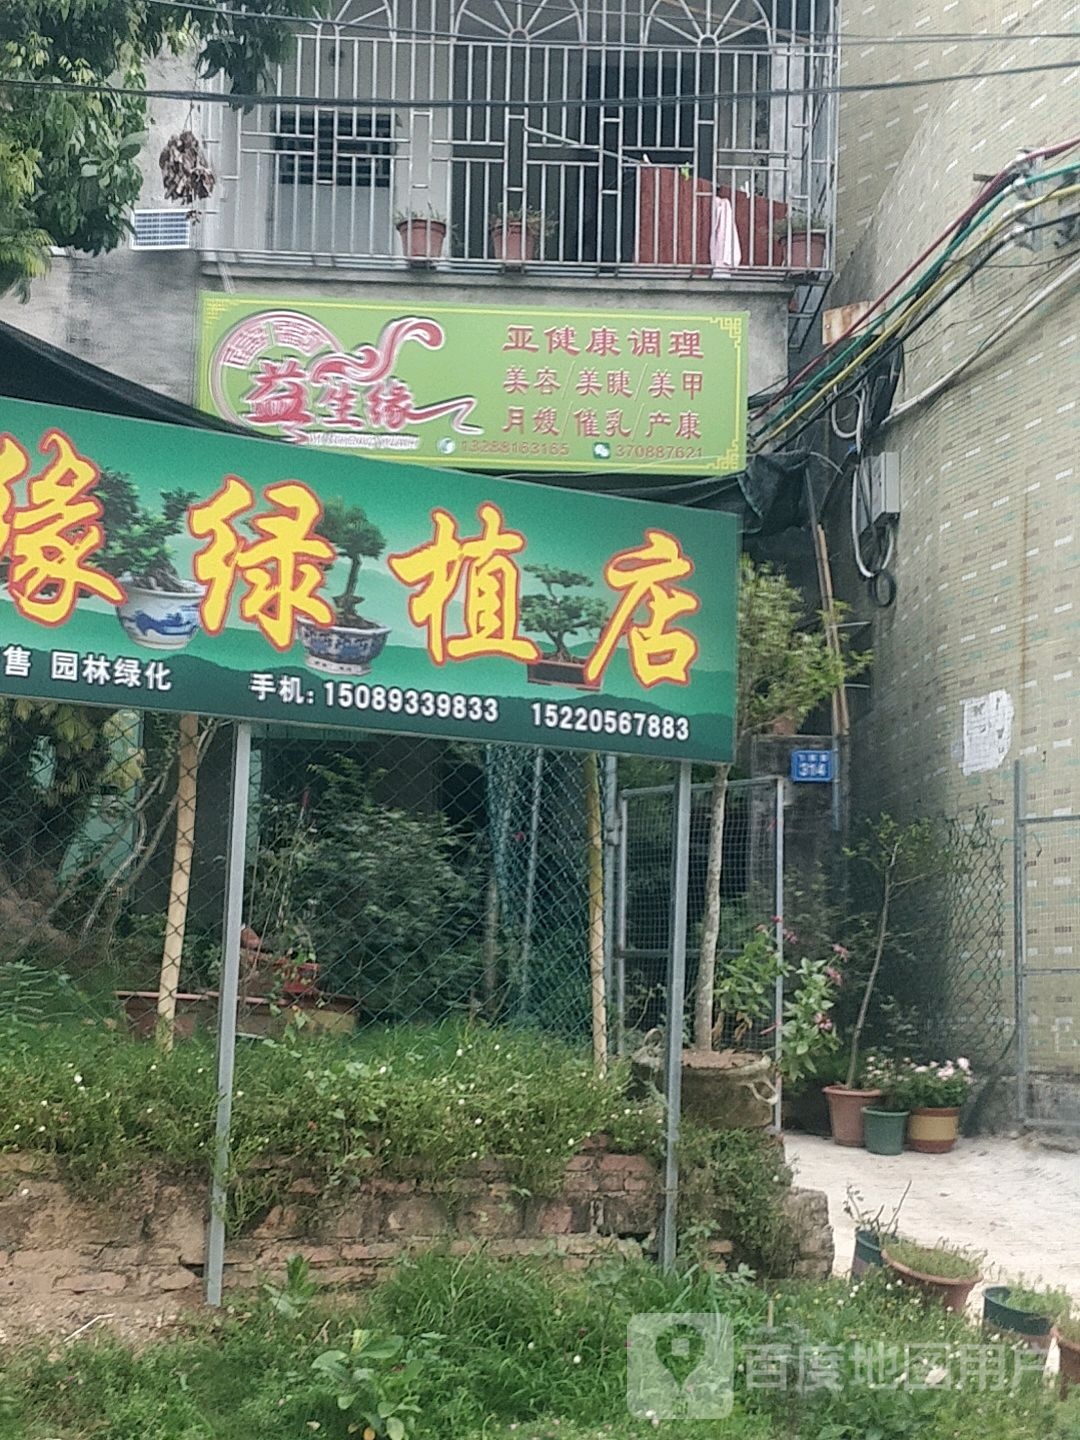 益生缘
亚健康调理
美容/美睫/美甲
月嫂/催乳/产康
13288163165 370887621
缘绿植店
售 园林绿化 手机:15089339833 15220567883
314
百度地图用户